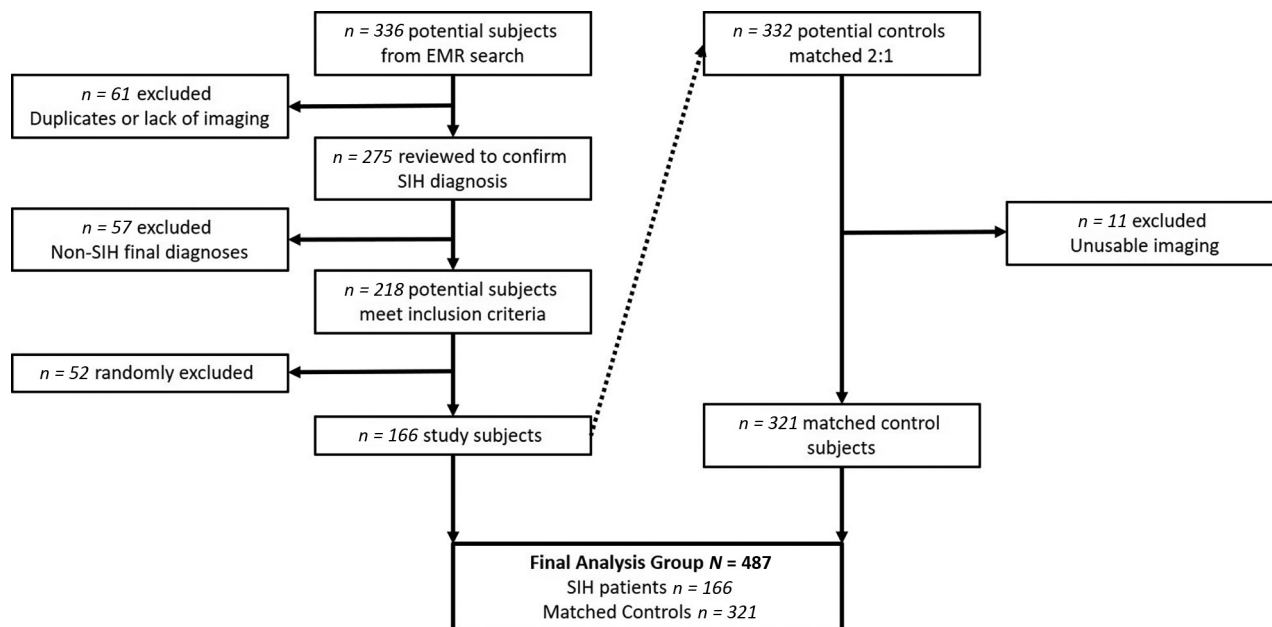 n = 336 potential subjects
from EMR search
n = 61 excluded
Duplicates or lack of imaging
n = 275 reviewed to confirm
SIH diagnosis
n = 57 excluded
Non-SIH final diagnoses
n = 218 potential subjects
meet inclusion criteria
n = 52 randomly excluded
n = 166 study subjects
n = 332 potential controls
matched 2:1
n = 11 excluded
Unusable imaging
n = 321 matched control
subjects
Final Analysis Group N = 487
SIH patients n = 166
Matched Controls n = 321